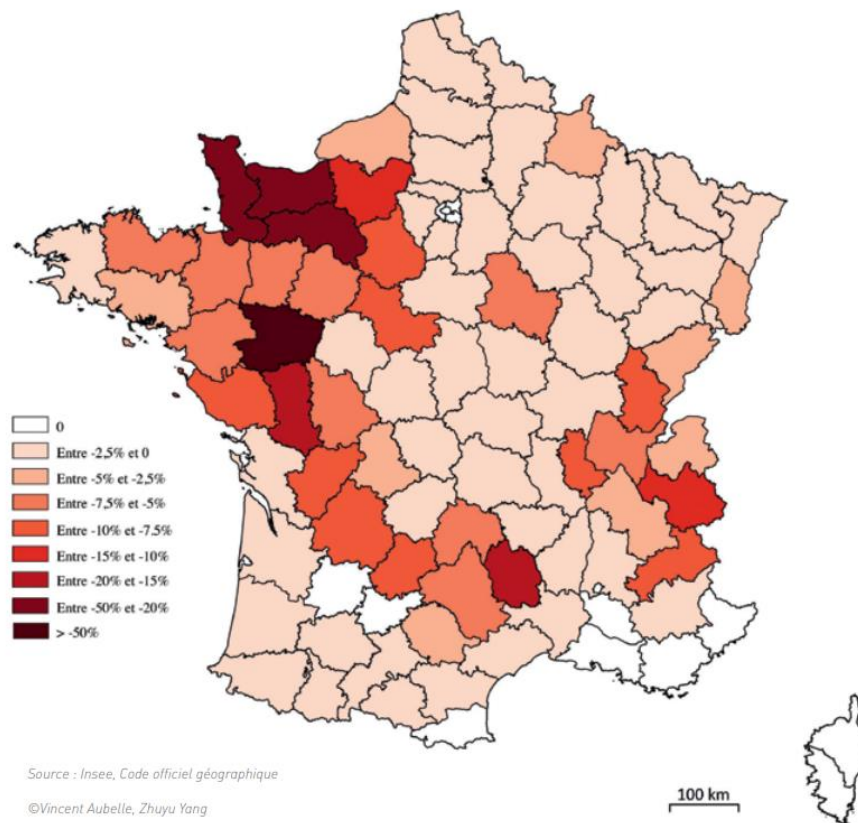 0
Entre -2,5% et 0
Entre -5% et -2,5%
Entre -7,5% et -5%
Entre -10% et -7.5%
Entre -15% et -10%
Entre -20% et -15%
Entre -50% et -20%
> -50%
Source : Insee, Code officiel géographique
©Vincent Aubelle, Zhuyu Yang
100 km